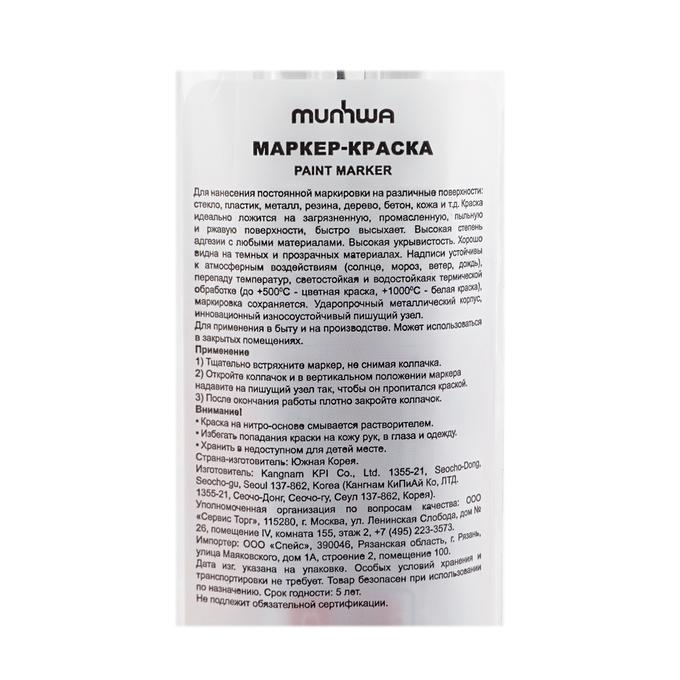 munhwa
МАРКЕР-КРАСКА
PAINT MARKER
Для нанесения постоянной маркировки на различные поверхности:
стекло, пластик, металл, резина, дерево, бетон, кожа и т.д. Краска
идеально ложится на загрязненную, промасленную, пыльную
и ржавую поверхности, быстро высыхает. Высокая степень
адгезии с любыми материалами. Высокая укрывистость. Хорошо
видна на темных и прозрачных материалах. Надписи устойчивы
к атмосферным воздействиям (солнце, мороз, ветер, дождь),
перепаду температур, светостойкая и водостойкаяк термической
обработке (до +500ºС - цветная краска, +1000ºС - белая краска),
маркировка сохраняется. Ударопрочный металлический корпус,
инновационный износоустойчивый пишущий узел.
Для применения в быту и на производстве. Может использоваться
в закрытых помещениях.
Применение
1) Тщательно встряхните маркер, не снимая колпачка.
2) Откройте колпачок и в вертикальном положении маркера
надавите на пишущий узел так, чтобы он пропитался краской.
3) После окончания работы плотно закройте колпачок.
Внимание!
• Краска на нитро-основе смывается растворителем.
• Избегать попадания краски на кожу рук, в глаза и одежду.
• Хранить в недоступном для детей месте.
Страна-изготовитель: Южная Корея.
Изготовитель: Kangnam KPI Co., Ltd. 1355-21, Seocho-Dong,
Seocho-gu, Seoul 137-862, Korea (Кангнам КиПиАй Ко, ЛТД.
1355-21, Сеочо-Донг, Сеочо-гу, Сеул 137-862, Корея).
Уполномоченная организация по вопросам качества: ООО
«Сервис Торг», 115280, г. Москва, ул. Ленинская Слобода, дом №
26, помещение IV, комната 155, этаж 2, +7 (495) 223-3573.
Импортер: ООО «Спейс», 390046, Рязанская область, г. Рязань,
улица Маяковского, дом 1А, строение 2, помещение 100.
Дата изг. указана на упаковке. Особых условий хранения и
транспортировки не требует. Товар безопасен при использовании
по назначению. Срок годности: 5 лет.
Не подлежит обязательной сертификации.